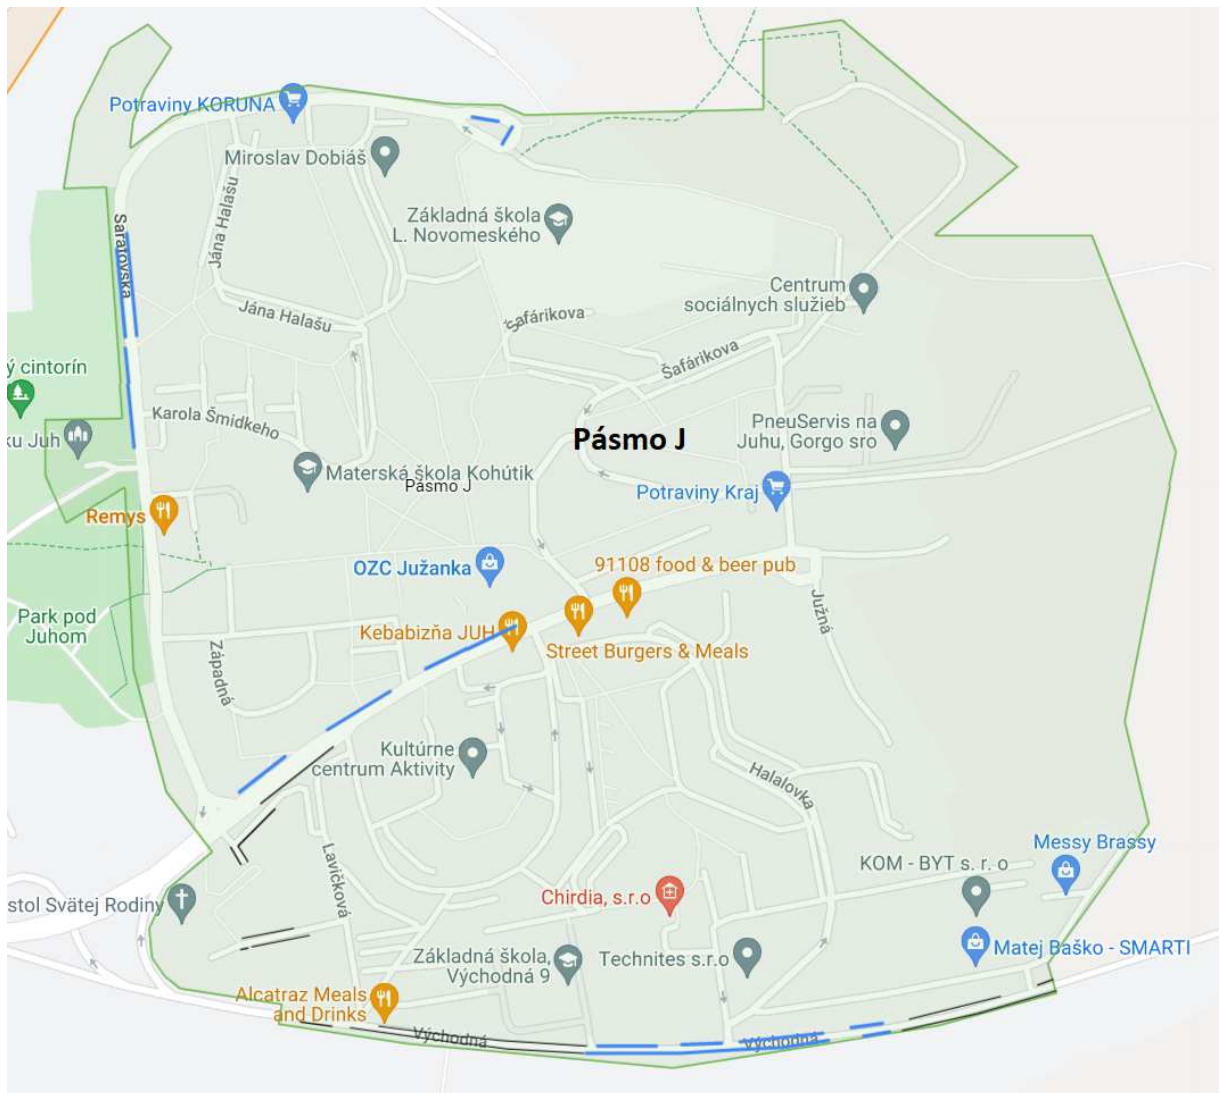 Potraviny KORUNA
Miroslav Dobiáš
Jána Halašu
Základná škola
L. Novomeského
Saratovska
Centrum
sociálnych služieb
Jána Halašu
Šafárikova
Šafárikova
ý cintorín
Karola Šmidkeho
ku Juh
Pásmo J
PneuServis na
Juhu, Gorgo sro
Materská škola Kohútik
Pásmo J
Potraviny Kraj
Remys
OZC Južanka
91108 food & beer pub
Park pod
Juhom
Kebabizňa JUH
Južná
Street Burgers & Meals
Západná
Kultúrne
centrum Aktivity
Halalovka
Messy Brassy
KOM - BYT s. r. o
Lavičková
Chirdia, s.r.o
stol Svätej Rodiny
Základná škola,
Východná 9
Technites s.r.o
Matej Baško - SMARTI
Alcatraz Meals
and Drinks
Východná
Východná